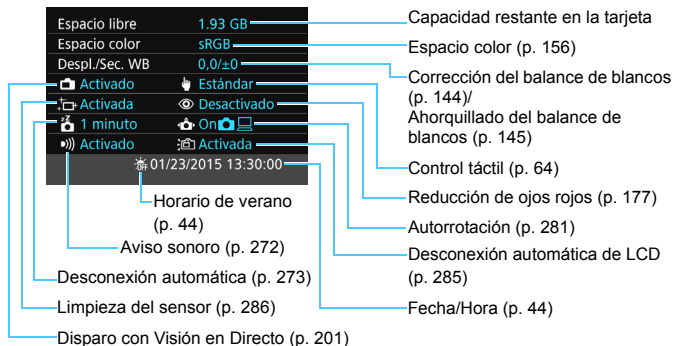 Espacio libre 1.93 GB
Espacio color sRGB
Despl./Sec. WB 0,0/±0
Activado Estándar
Activada Desactivado
1 minuto On
Activado Activada
01/23/2015 13:30:00
Capacidad restante en la tarjeta
Espacio color (p. 156)
Corrección del balance de blancos
(p. 144)/
Ahorquillado del balance de
blancos (p. 145)
Control táctil (p. 64)
Reducción de ojos rojos (p. 177)
Autorrotación (p. 281)
Desconexión automática de LCD
(p. 285)
Fecha/Hora (p. 44)
Horario de verano
(p. 44)
Aviso sonoro (p. 272)
Desconexión automática (p. 273)
Limpieza del sensor (p. 286)
Disparo con Visión en Directo (p. 201)